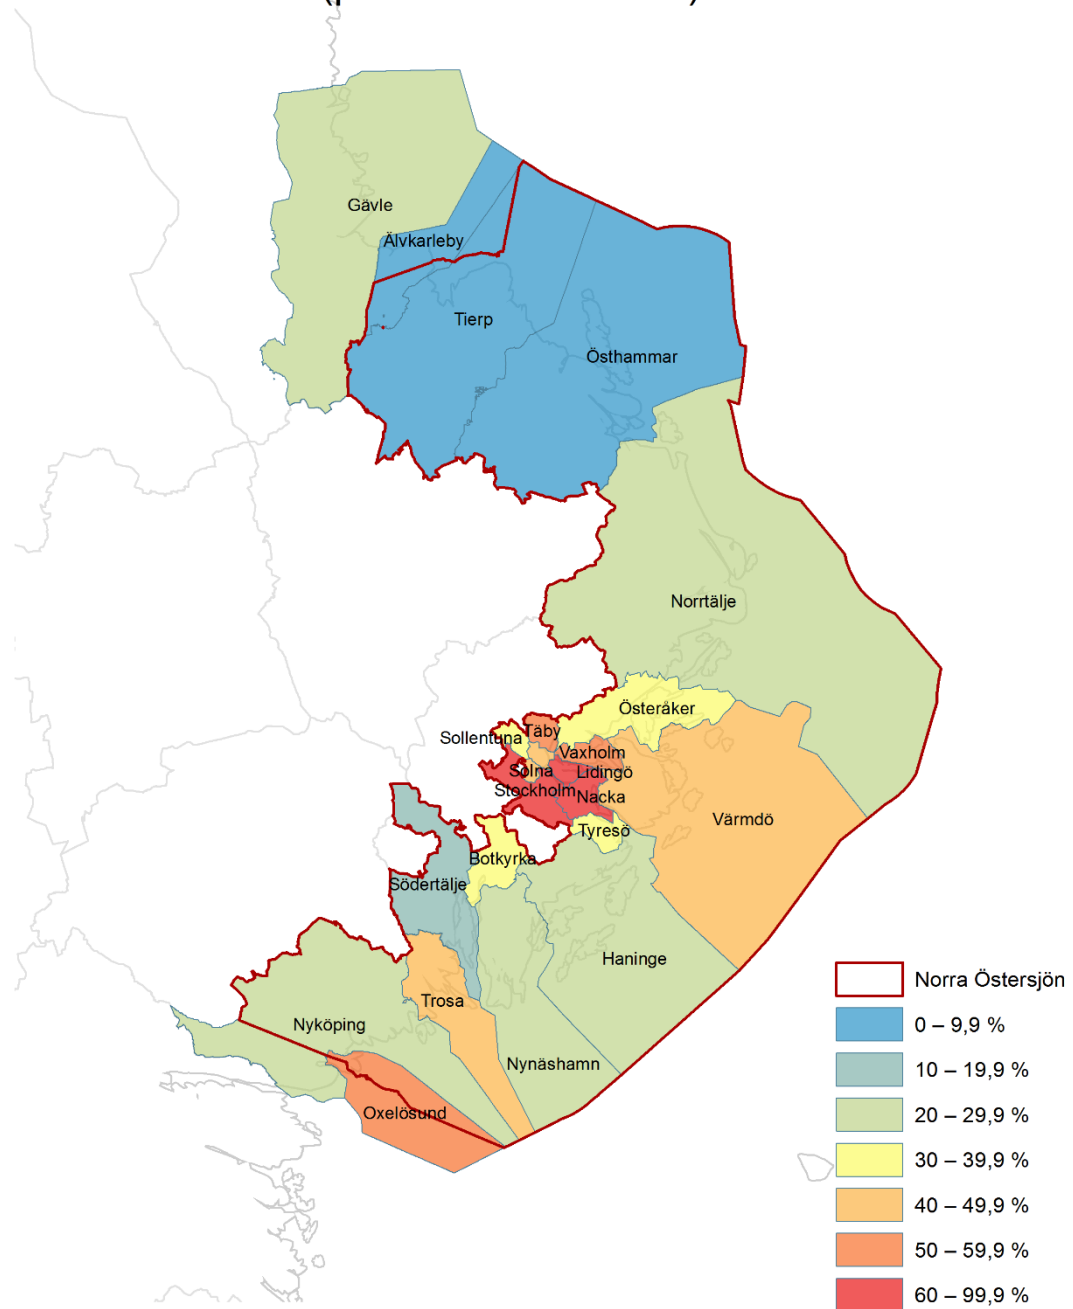 Gävle
Älvkarleby
Tierp
Östhammar
Norrtälje
Österåker
Sollentuna
Täby
Vaxholm
Solna
Lidingö
Stockholm
Nacka
Värmdö
Tyresö
Botkyrka
Södertälje
Haninge
Trosa
Nyköping
Nynäshamn
Oxelösund
Norra Östersjön
0 – 9,9 %
10 – 19,9 %
20 – 29,9 %
30 – 39,9 %
40 – 49,9 %
50 – 59,9 %
60 – 99,9 %